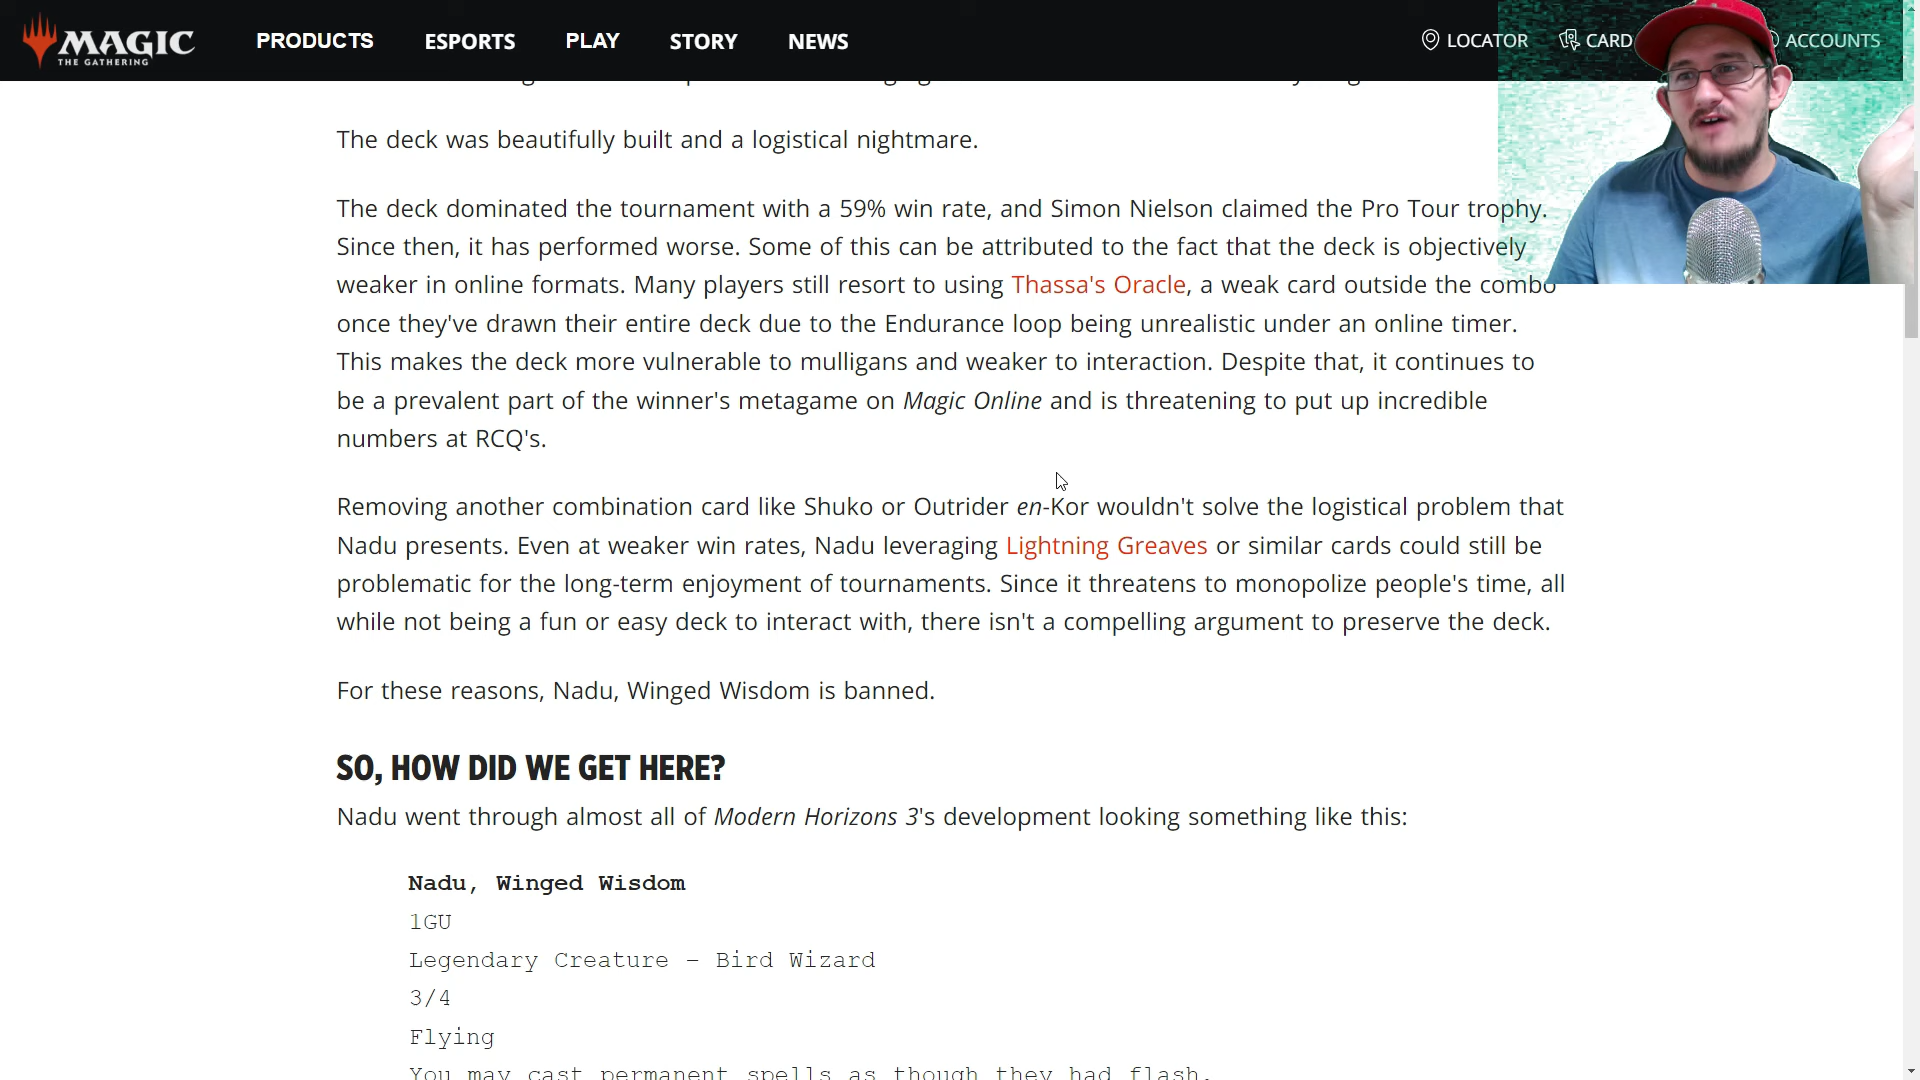 MAGIC
THE GATHERING
PRODUCTS
ESPORTS
PLAY
STORY
NEWS
LOCATOR
CARD
ACCOUNTS
The deck was beautifully built and a logistical nightmare.
The deck dominated the tournament with a 59% win rate, and Simon Nielson claimed the Pro Tour trophy.
Since then, it has performed worse. Some of this can be attributed to the fact that the deck is objectively
weaker in online formats. Many players still resort to using Thassa's Oracle, a weak card outside the combo
once they've drawn their entire deck due to the Endurance loop being unrealistic under an online timer.
This makes the deck more vulnerable to mulligans and weaker to interaction. Despite that, it continues to
be a prevalent part of the winner's metagame on Magic Online and is threatening to put up incredible
numbers at RCQ's.
Removing another combination card like Shuko or Outrider en-Kor wouldn't solve the logistical problem that
Nadu presents. Even at weaker win rates, Nadu leveraging Lightning Greaves or similar cards could still be
problematic for the long-term enjoyment of tournaments. Since it threatens to monopolize people's time, all
while not being a fun or easy deck to interact with, there isn't a compelling argument to preserve the deck.
For these reasons, Nadu, Winged Wisdom is banned.
SO, HOW DID WE GET HERE?
Nadu went through almost all of Modern Horizons 3's development looking something like this:
Nadu, Winged Wisdom
1GU
Legendary Creature – Bird Wizard
3/4
Flying
You may cast permanent spells as though they had flash.